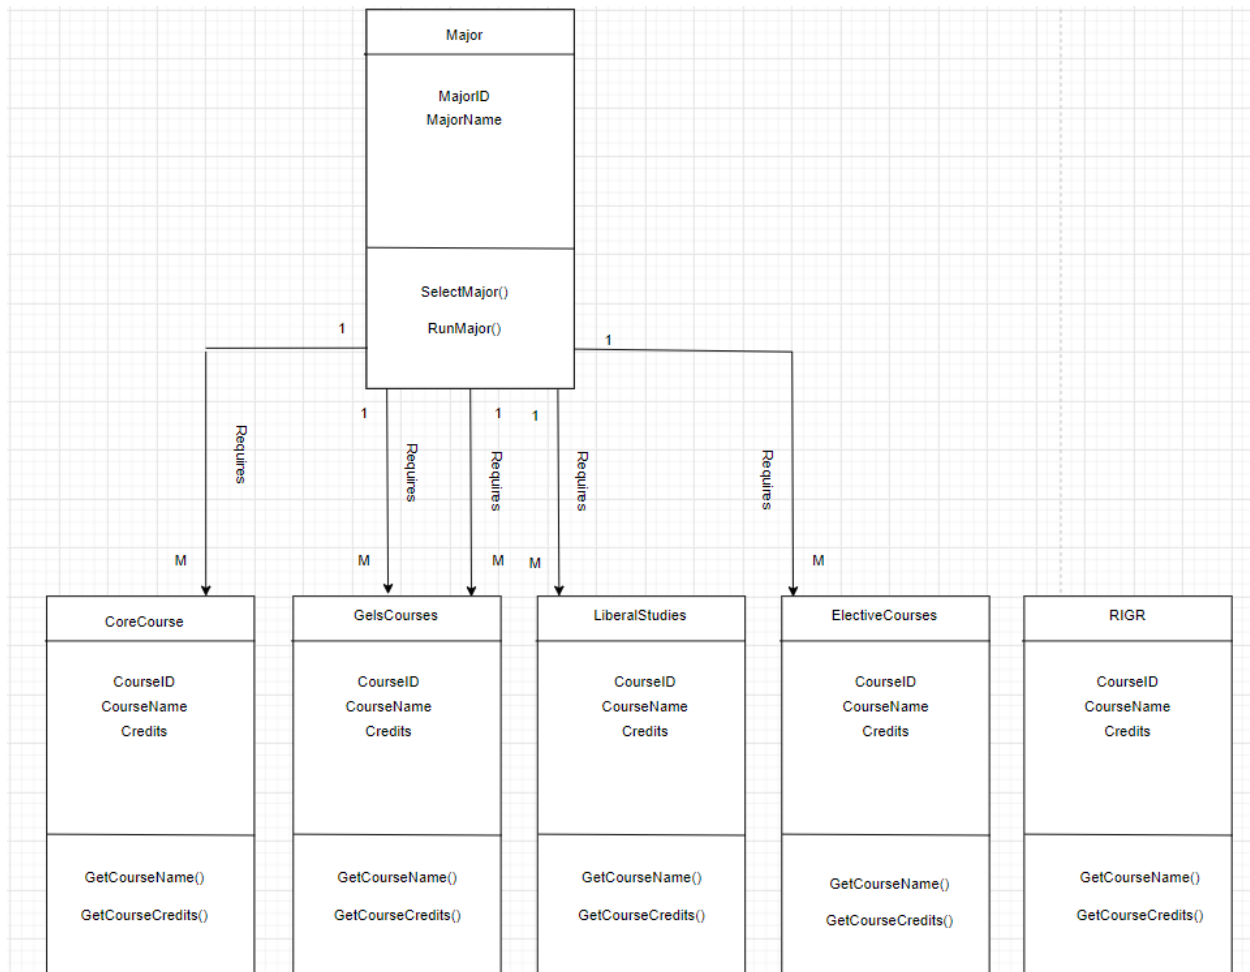 Major
MajorID
MajorName
SelectMajor()
RunMajor()
1
1
1
1
1
Requires
Requires
Requires
Requires
Requires
M
M
M
M
M
CoreCourse
GelsCourses
LiberalStudies
ElectiveCourses
RIGR
CourseID
CourseID
CourseID
CourseID
CourseID
CourseName
CourseName
CourseName
CourseName
CourseName
Credits
Credits
Credits
Credits
Credits
GetCourseName()
GetCourseName()
GetCourseName()
GetCourseName()
GetCourseName()
GetCourseCredits()
GetCourseCredits()
GetCourseCredits()
GetCourseCredits()
GetCourseCredits()